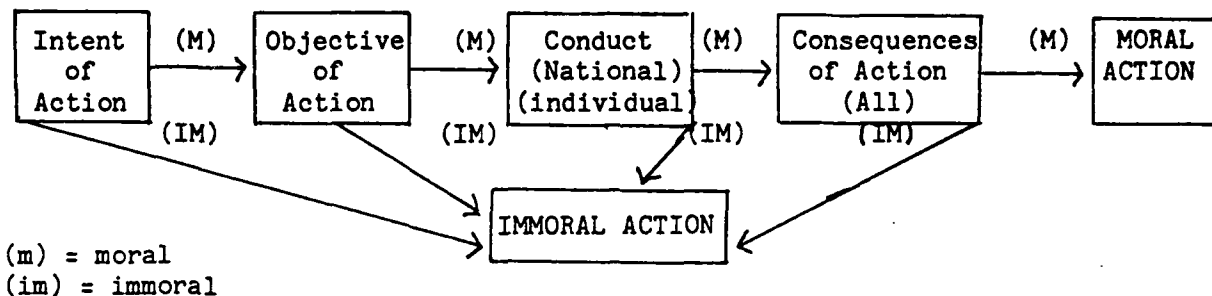 Intent
of
Action
(M)
Objective
of
Action
(M)
Conduct
(National)
(individual)
(M)
Consequences
of Action
(All)
(M)
MORAL
ACTION
(IM)
(IM)
(IM)
(IM)
IMMORAL ACTION
(m) = moral
(im) = immoral